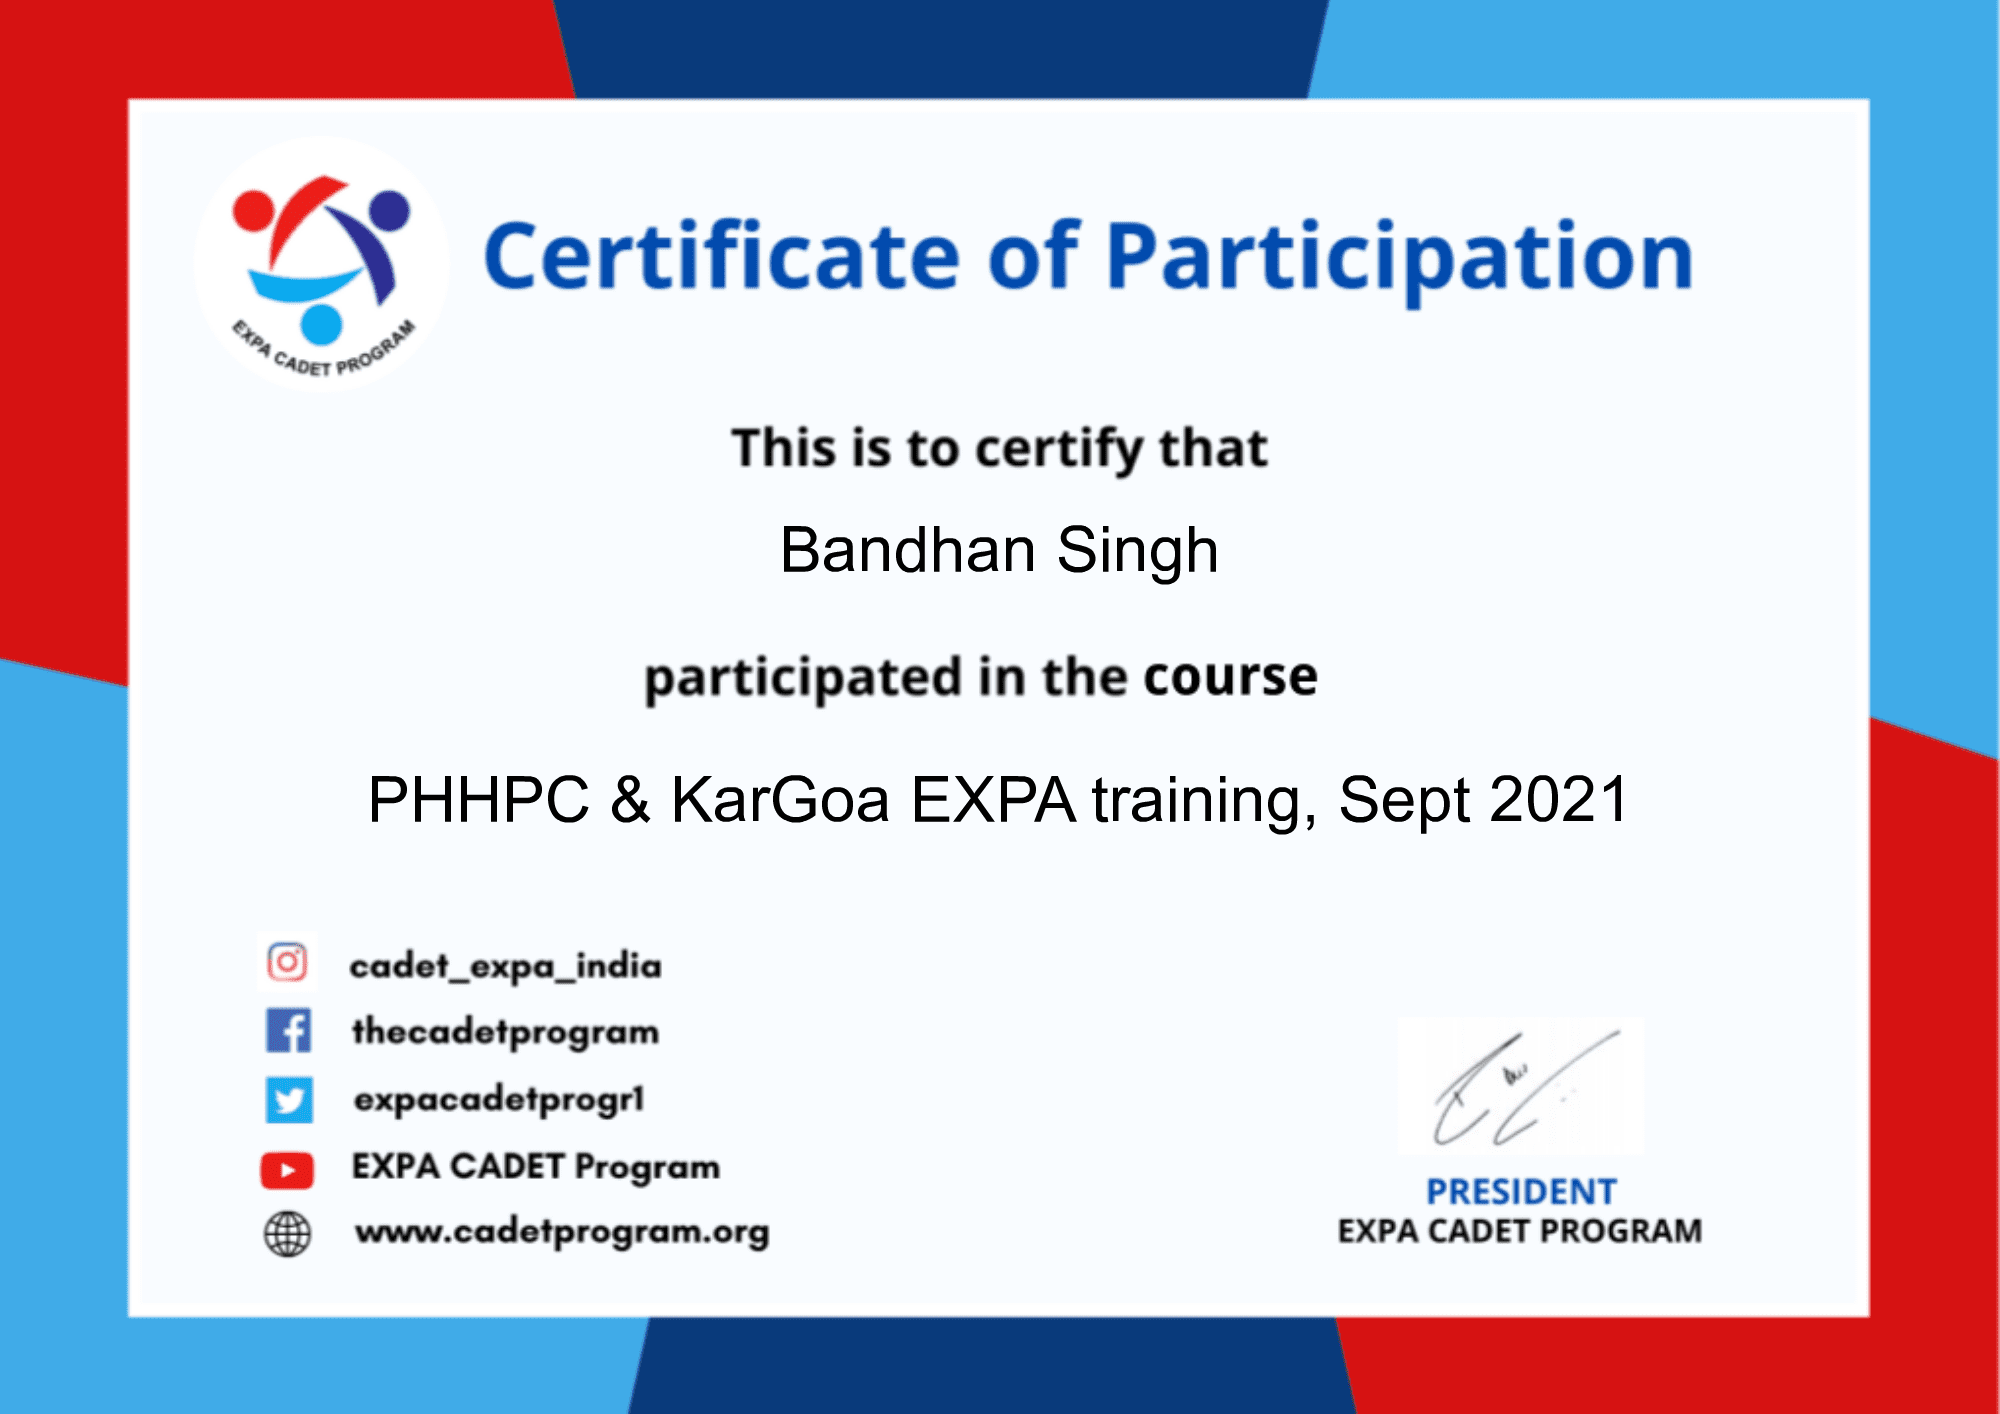 Certificate of Participation
EXPA CADET PROGRAM
This is to certify that
Bandhan Singh
participated in the course
PHHPC & KarGoa EXPA training, Sept 2021
cadet_expa_india
thecadetprogram
expacadetprogr1
EXPA CADET Program
www.cadetprogram.org
PRESIDENT
EXPA CADET PROGRAM